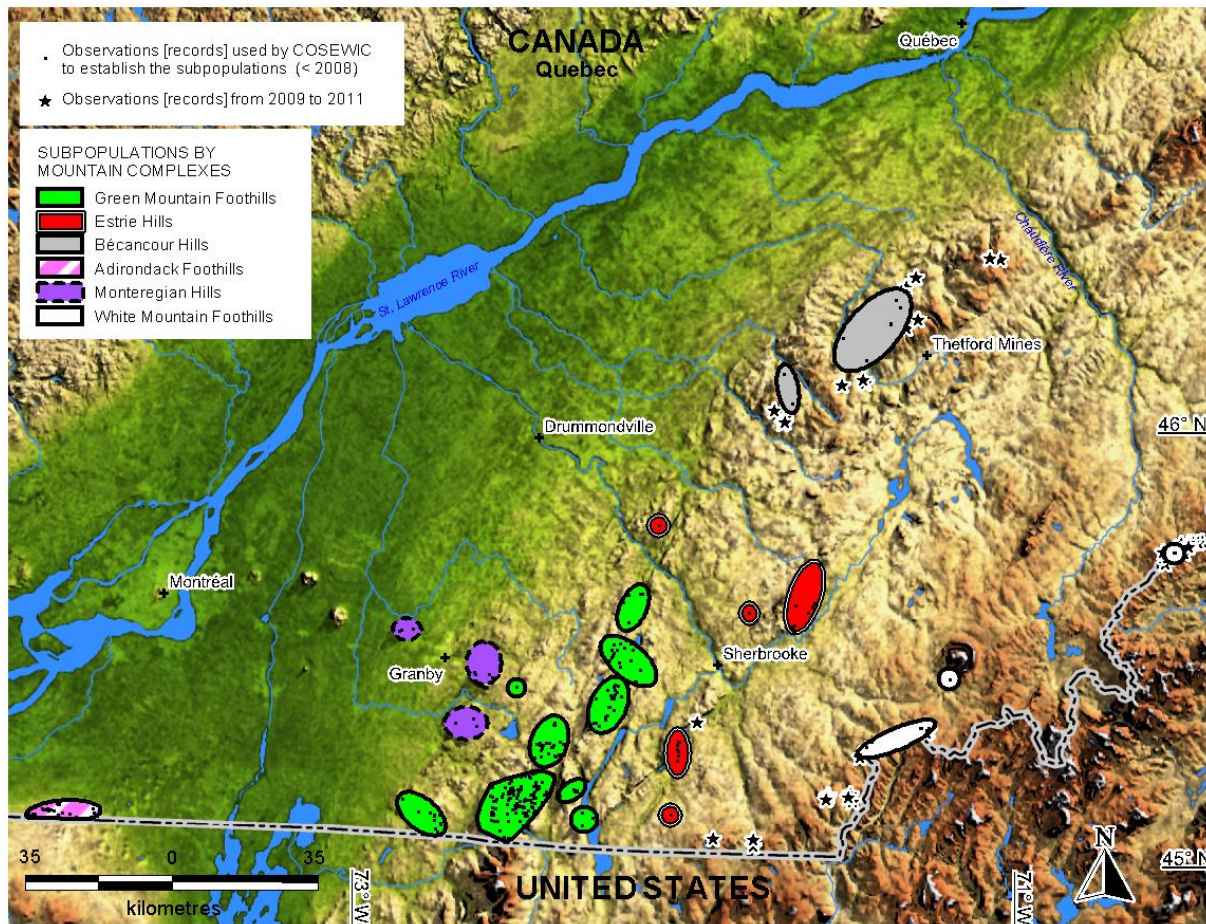 CANADA
Quebec
Québec
Observations [records] used by COSEWIC
to establish the subpopulations (< 2008)
Observations [records] from 2009 to 2011
SUBPOPULATIONS BY
MOUNTAIN COMPLEXES
Green Mountain Foothills
Estrie Hills
Bécancour Hills
Adirondack Foothills
Monteregian Hills
White Mountain Foothills
St. Lawrence River
Chaudière River
Thetford Mines
Drummondville
46° N
Montréal
Granby
Sherbrooke
35 0 35
kilometres
73° W
UNITED STATES
71° W
N
45° N